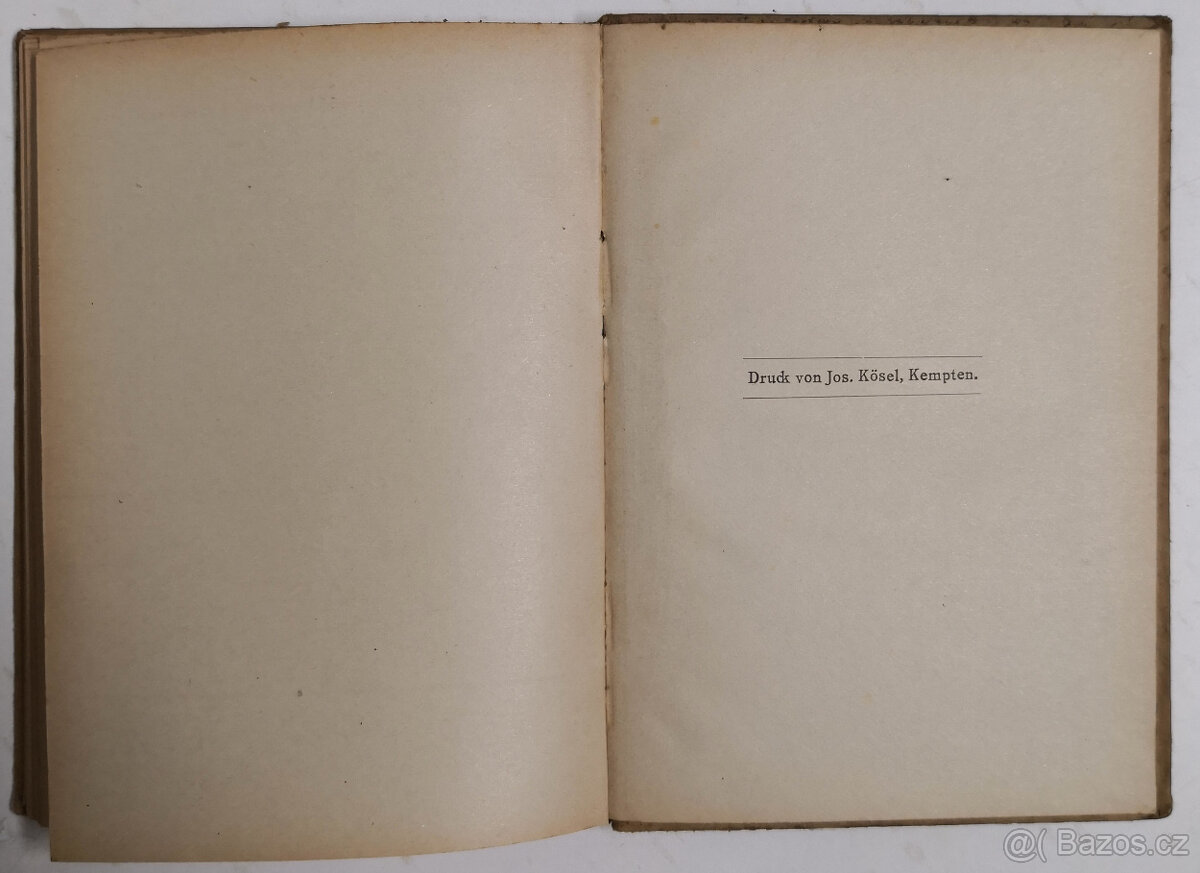 Druck von Jos. Kösel, Kempten.
@( Bazos.cz